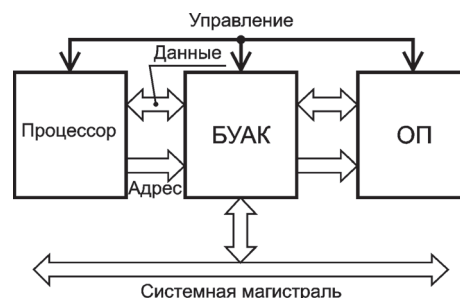 Управление
Данные
Процессор
БУАК
ОП
Адрес
Системная магистраль